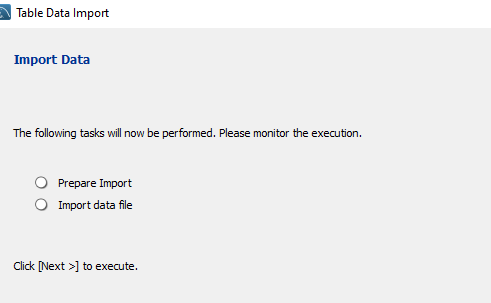 Table Data Import
Import Data
The following tasks will now be performed. Please monitor the execution.
Prepare Import
Import data file
Click [Next >] to execute.